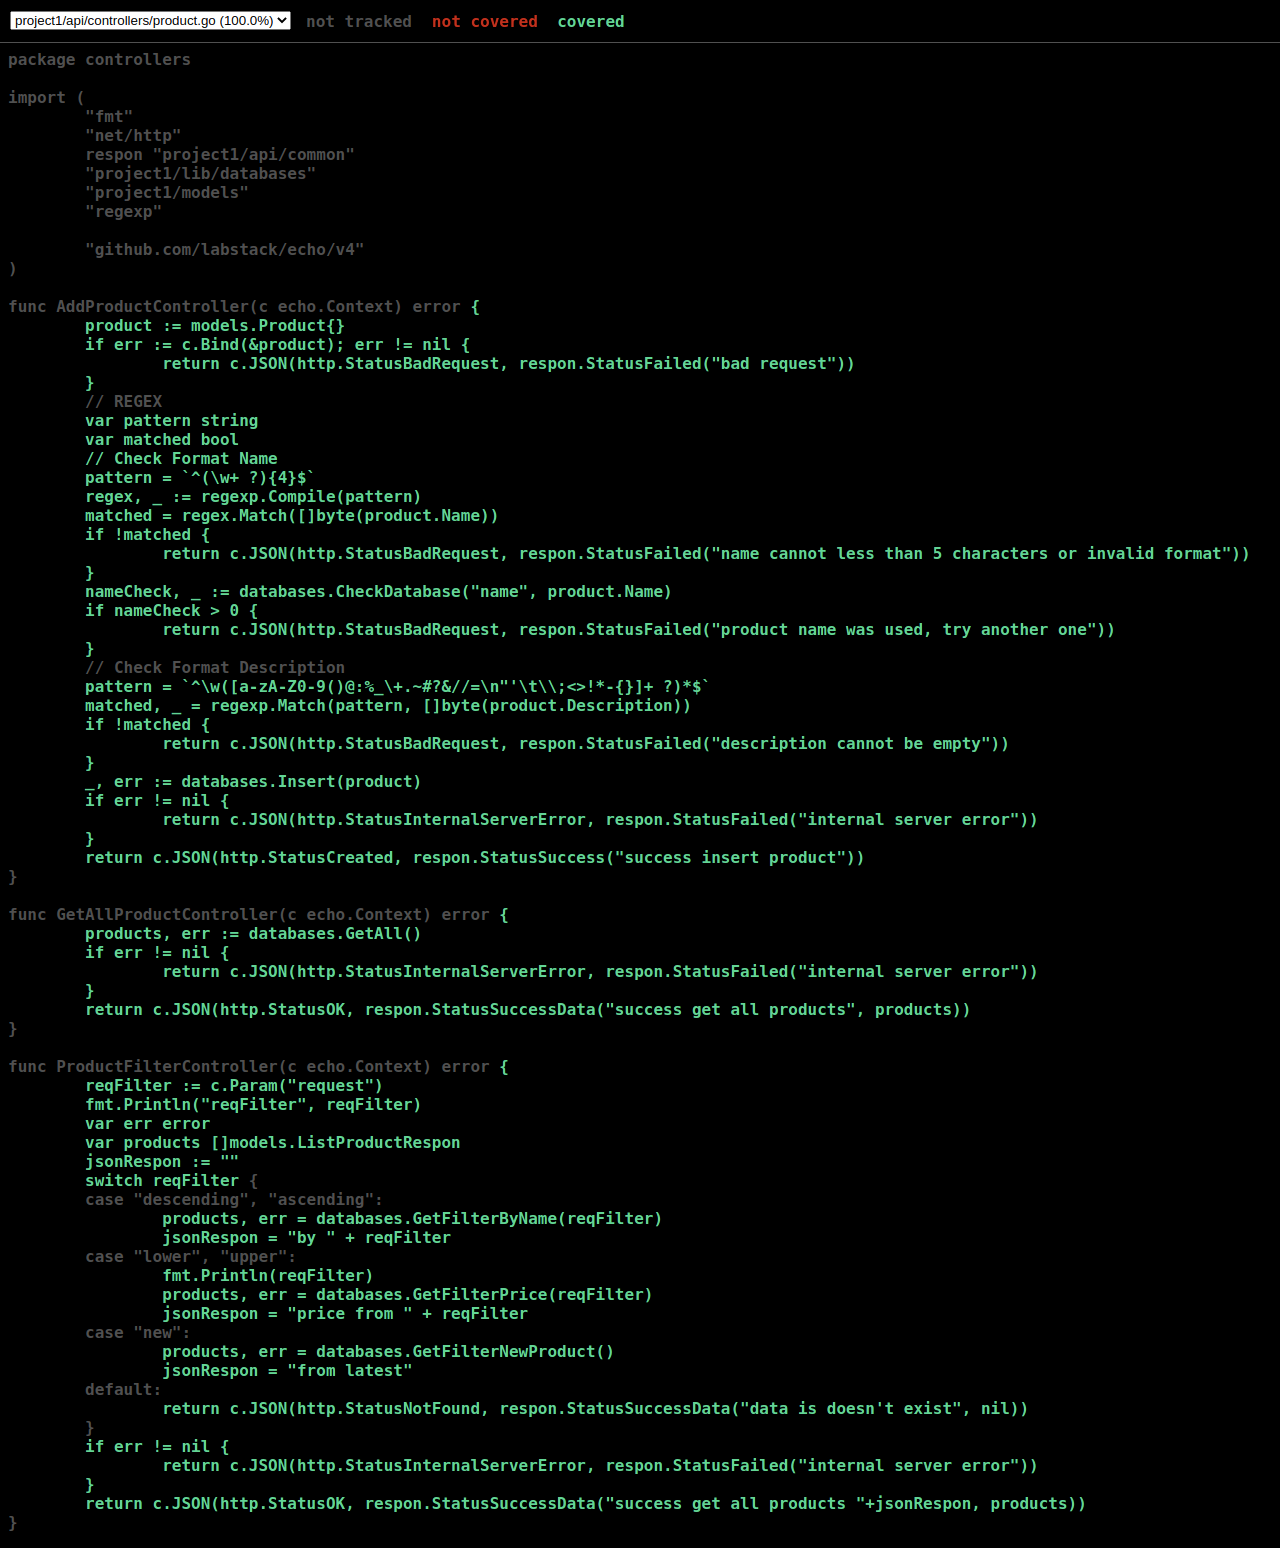 project1/api/controllers/product.go (100.0%) not tracked not covered covered
package controllers
import (
"fmt"
"net/http"
respon "project1/api/common"
"project1/lib/databases"
"project1/models"
"regexp"
"github.com/labstack/echo/v4"
)
func AddProductController(c echo.Context) error {
product := models.Product{}
if err := c.Bind(&product); err != nil {
return c.JSON(http.StatusBadRequest, respon.StatusFailed("bad request"))
}
// REGEX
var pattern string
var matched bool
// Check Format Name
pattern = `^(\w+ ?){4}$`
regex, _ := regexp.Compile(pattern)
matched = regex.Match([]byte(product.Name))
if !matched {
return c.JSON(http.StatusBadRequest, respon.StatusFailed("name cannot less than 5 characters or invalid format"))
}
nameCheck, _ := databases.CheckDatabase("name", product.Name)
if nameCheck > 0 {
return c.JSON(http.StatusBadRequest, respon.StatusFailed("product name was used, try another one"))
}
// Check Format Description
pattern = `^\w([a-zA-Z0-9()@:%_\+.~#?&//=\n"'\t\\;<>!*-{}]+ ?)*$`
matched, _ = regexp.Match(pattern, []byte(product.Description))
if !matched {
return c.JSON(http.StatusBadRequest, respon.StatusFailed("description cannot be empty"))
}
_, err := databases.Insert(product)
if err != nil {
return c.JSON(http.StatusInternalServerError, respon.StatusFailed("internal server error"))
}
return c.JSON(http.StatusCreated, respon.StatusSuccess("success insert product"))
}
func GetAllProductController(c echo.Context) error {
products, err := databases.GetAll()
if err != nil {
return c.JSON(http.StatusInternalServerError, respon.StatusFailed("internal server error"))
}
return c.JSON(http.StatusOK, respon.StatusSuccessData("success get all products", products))
}
func ProductFilterController(c echo.Context) error {
reqFilter := c.Param("request")
fmt.Println("reqFilter", reqFilter)
var err error
var products []models.ListProductRespon
jsonRespon := ""
switch reqFilter {
case "descending", "ascending":
products, err = databases.GetFilterByName(reqFilter)
jsonRespon = "by " + reqFilter
case "lower", "upper":
fmt.Println(reqFilter)
products, err = databases.GetFilterPrice(reqFilter)
jsonRespon = "price from " + reqFilter
case "new":
products, err = databases.GetFilterNewProduct()
jsonRespon = "from latest"
default:
return c.JSON(http.StatusNotFound, respon.StatusSuccessData("data is doesn't exist", nil))
}
if err != nil {
return c.JSON(http.StatusInternalServerError, respon.StatusFailed("internal server error"))
}
return c.JSON(http.StatusOK, respon.StatusSuccessData("success get all products "+jsonRespon, products))
}